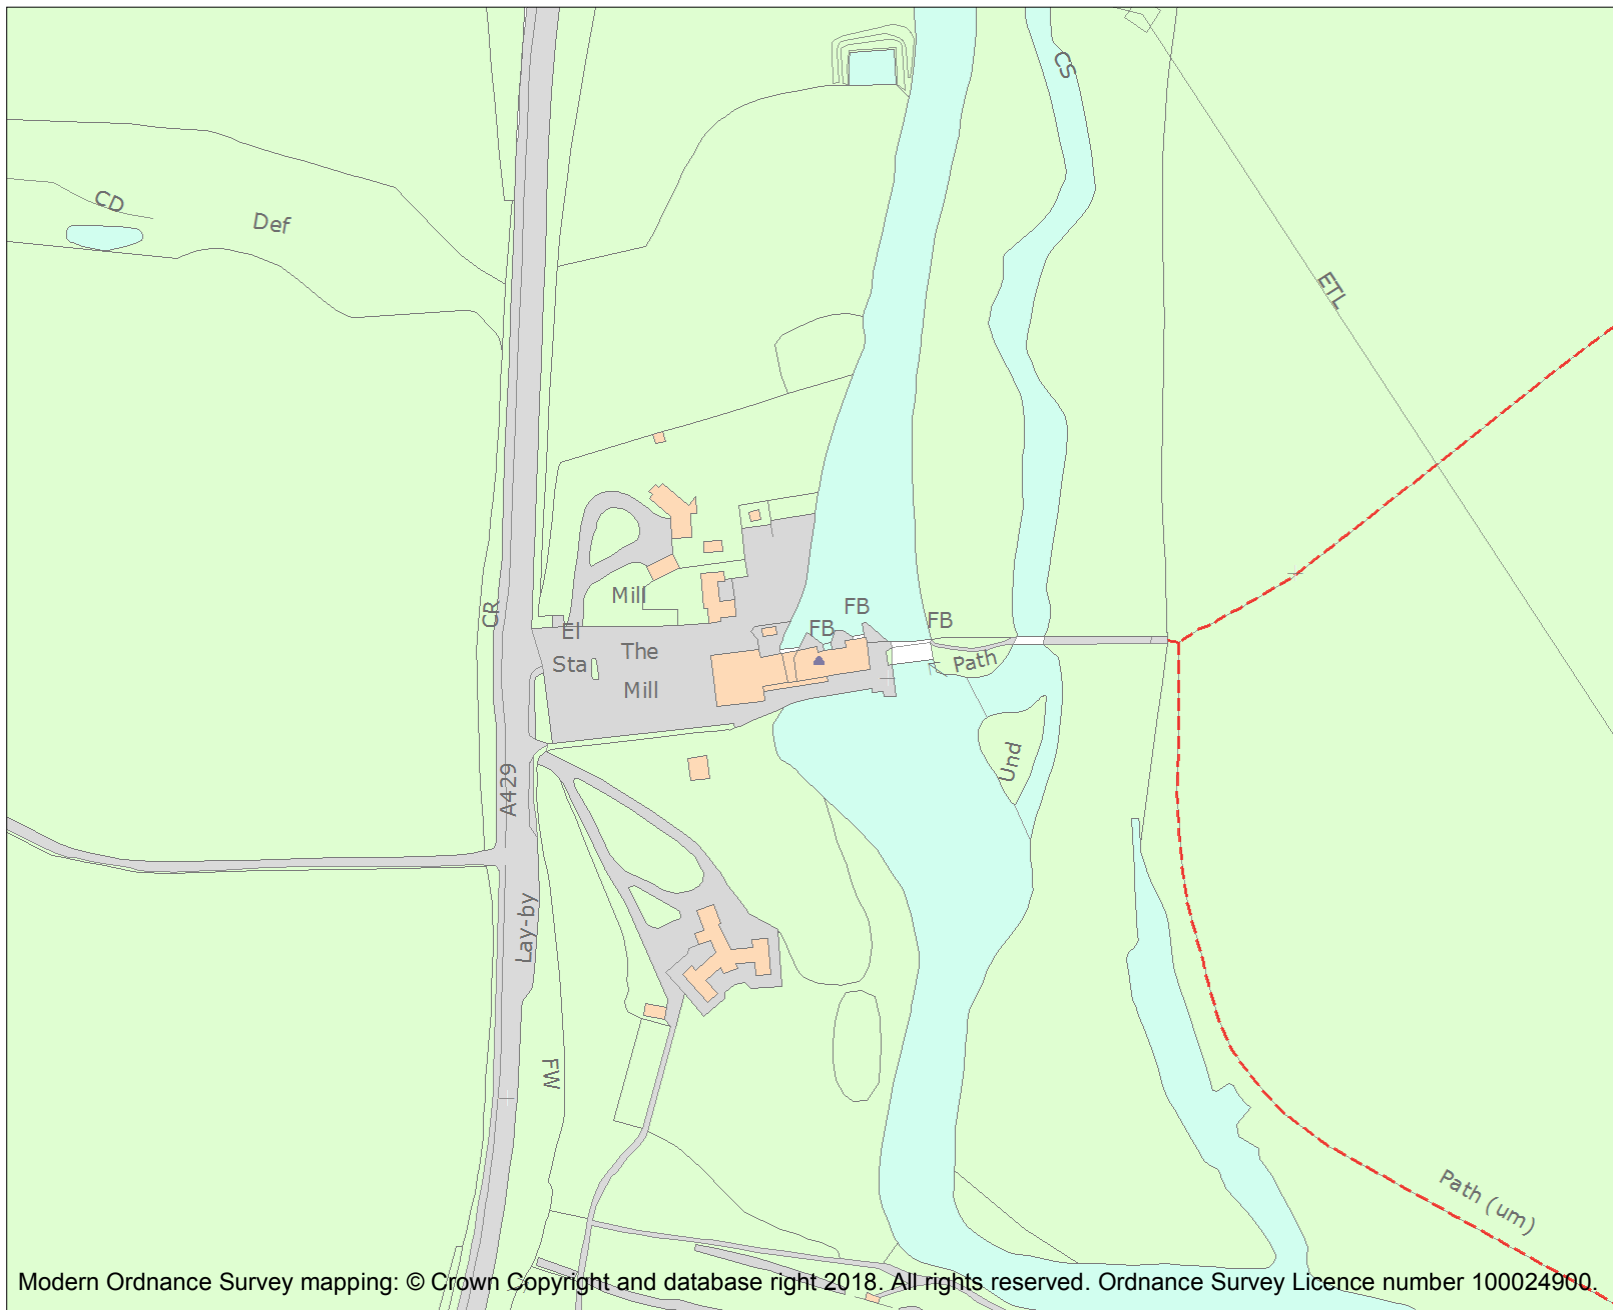 CS
CD
Def
ETL
Mill
FB
CR
FB
FB
El
Sta
The
Mill
Path
Und
A429
Lay-by
FW
Path (um)
Modern Ordnance Survey mapping: © Crown Copyright and database right 2018. All rights reserved. Ordnance Survey Licence number 100024900.